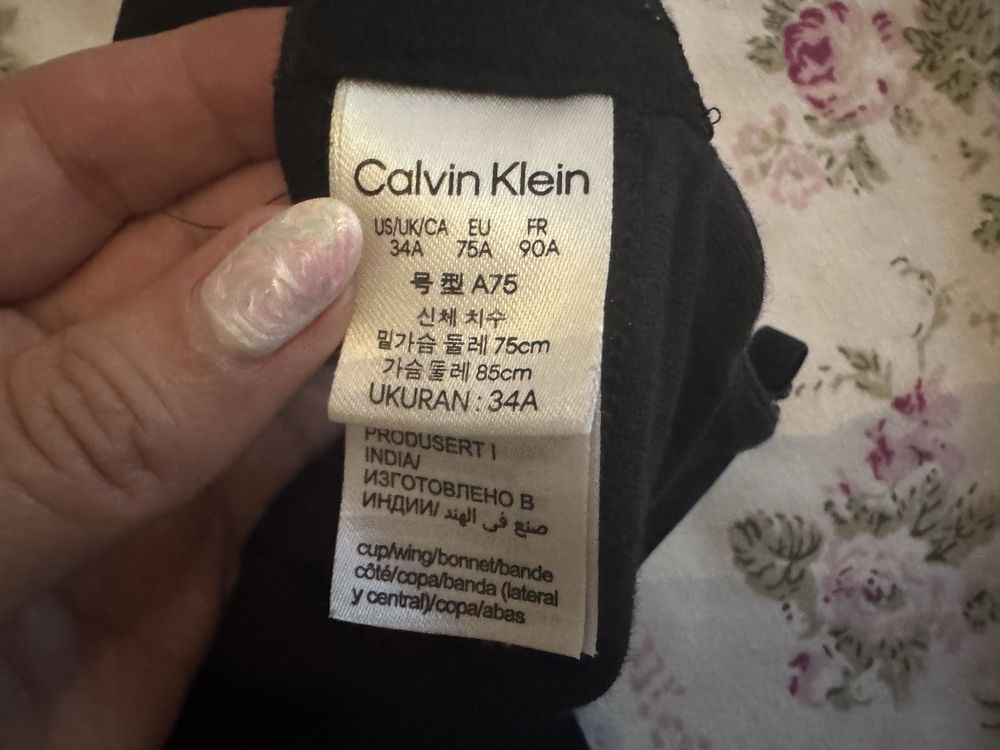 Calvin Klein
US/UK/CA EU FR
34A 75A 90A
号型 A75
신체 치수
밑가슴 둘레 75cm
가슴 둘레 85cm
UKURAN : 34A
PRODUSERT I
INDIA/
ИЗГОТОВЛЕНО В
ИНДИИ/ صنع في الهند
cup/wing/bonnet/bande
côté/copa/banda (lateral
y central)/copa/abas